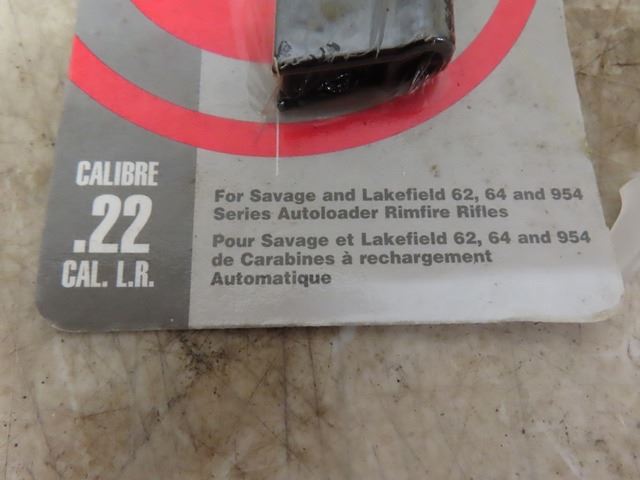 CALIBRE
.22
CAL. L.R.
For Savage and Lakefield 62, 64 and 954
Series Autoloader Rimfire Rifles
Pour Savage et Lakefield 62, 64 and 954
de Carabines à rechargement
Automatique